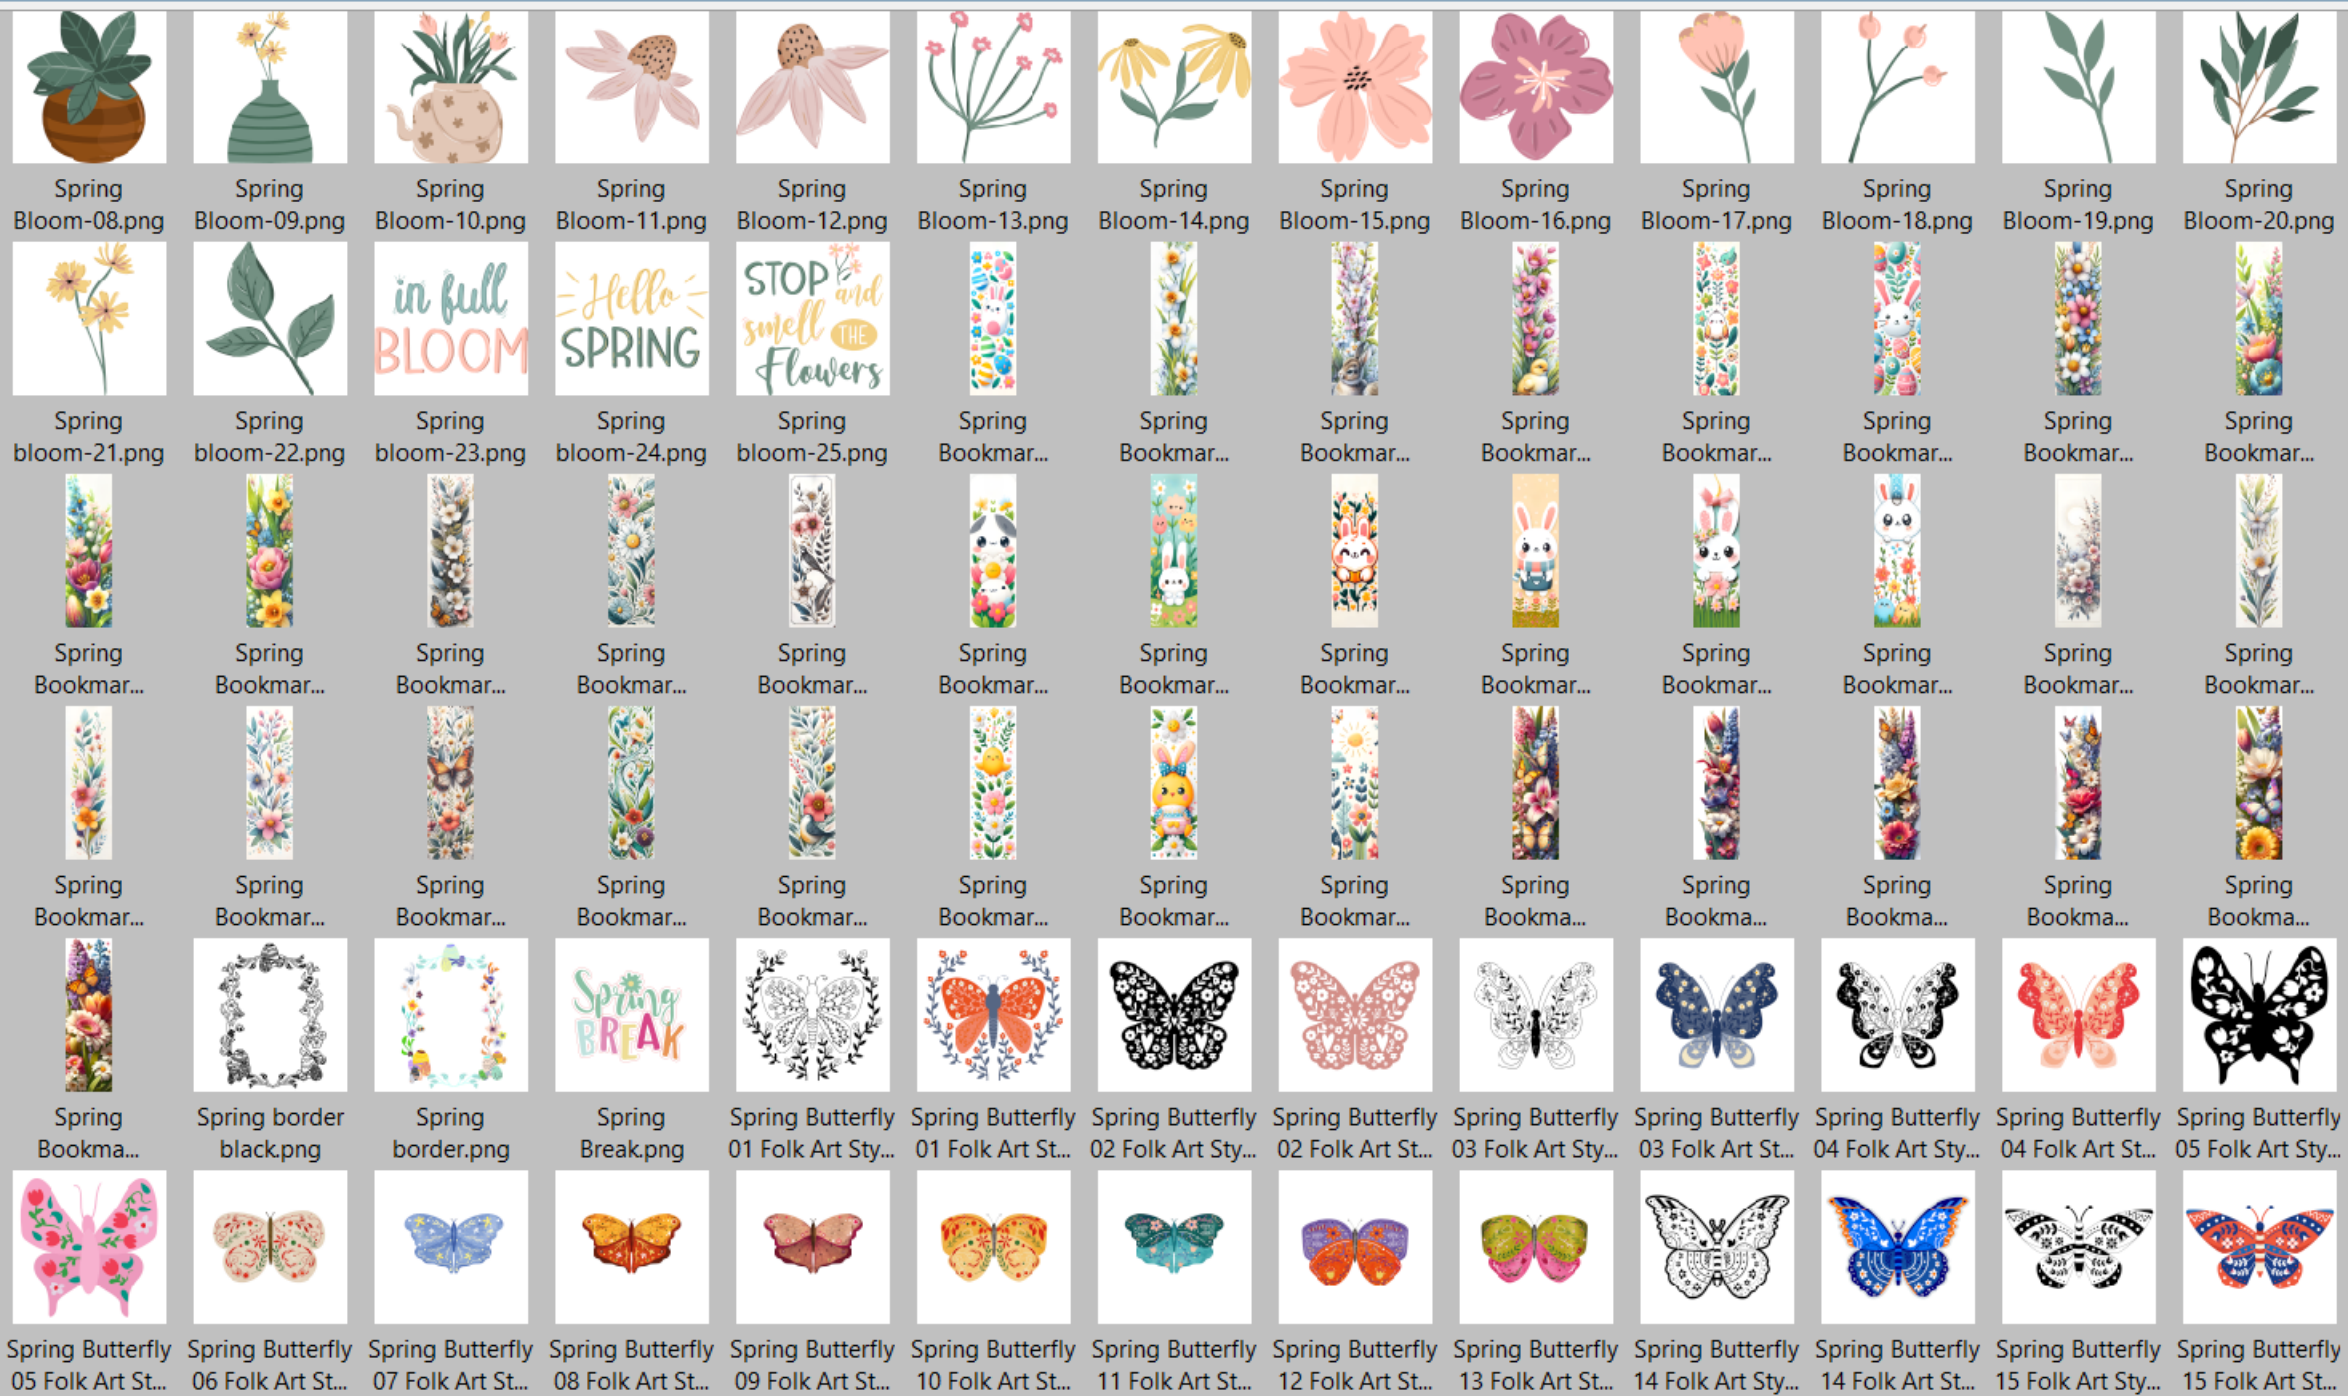 Spring
Bloom-08.png
Spring
Bloom-09.png
Spring
Bloom-10.png
Spring
Bloom-11.png
Spring
Bloom-12.png
Spring
Bloom-13.png
Spring
Bloom-14.png
Spring
Bloom-15.png
Spring
Bloom-16.png
Spring
Bloom-17.png
Spring
Bloom-18.png
Spring
Bloom-19.png
Spring
Bloom-20.png
in full
BLOOM
Hello
SPRING
STOP
and
smell THE
Flowers
Spring
bloom-21.png
Spring
bloom-22.png
Spring
bloom-23.png
Spring
bloom-24.png
Spring
bloom-25.png
Spring
Bookmar...
Spring
Bookmar...
Spring
Bookmar...
Spring
Bookmar...
Spring
Bookmar...
Spring
Bookmar...
Spring
Bookmar...
Spring
Bookmar...
Spring
Bookmar...
Spring
Bookmar...
Spring
Bookmar...
Spring
Bookmar...
Spring
Bookmar...
Spring
Bookmar...
Spring
Bookmar...
Spring
Bookmar...
Spring
Bookmar...
Spring
Bookmar...
Spring
Bookmar...
Spring
Bookmar...
Spring
Bookmar...
Spring
Bookmar...
Spring
Bookmar...
Spring
Bookmar...
Spring
Bookmar...
Spring
Bookmar...
Spring
Bookmar...
Spring
Bookmar...
Spring
Bookmar...
Spring
Bookma...
Spring
Bookma...
Spring
Bookma...
Spring
Bookma...
Spring
Bookma...
Spring
BREAK
Spring
Bookma...
Spring border
black.png
Spring
border.png
Spring
Break.png
Spring Butterfly
01 Folk Art Sty...
Spring Butterfly
01 Folk Art St...
Spring Butterfly
02 Folk Art Sty...
Spring Butterfly
02 Folk Art St...
Spring Butterfly
03 Folk Art Sty...
Spring Butterfly
03 Folk Art St...
Spring Butterfly
04 Folk Art Sty...
Spring Butterfly
04 Folk Art St...
Spring Butterfly
05 Folk Art Sty...
Spring Butterfly
05 Folk Art St...
Spring Butterfly
06 Folk Art St...
Spring Butterfly
07 Folk Art St...
Spring Butterfly
08 Folk Art St...
Spring Butterfly
09 Folk Art St...
Spring Butterfly
10 Folk Art St...
Spring Butterfly
11 Folk Art St...
Spring Butterfly
12 Folk Art St...
Spring Butterfly
13 Folk Art St...
Spring Butterfly
14 Folk Art Sty...
Spring Butterfly
14 Folk Art St...
Spring Butterfly
15 Folk Art Sty...
Spring Butterfly
15 Folk Art St...